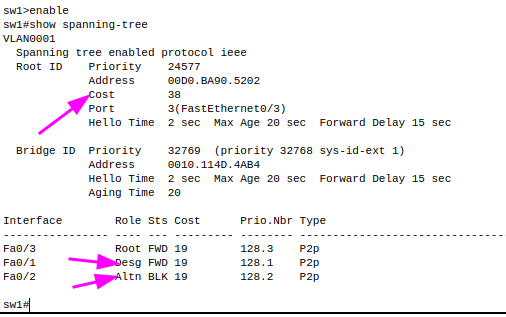 sw1>enable
sw1#show spanning-tree
VLAN0001
  Spanning tree enabled protocol ieee
  Root ID    Priority    24577
             Address     00D0.BA90.5202
             Cost        38
             Port        3(FastEthernet0/3)
             Hello Time  2 sec  Max Age 20 sec  Forward Delay 15 sec

  Bridge ID  Priority    32769  (priority 32768 sys-id-ext 1)
             Address     0010.114D.4AB4
             Hello Time  2 sec  Max Age 20 sec  Forward Delay 15 sec
             Aging Time  20

Interface        Role Sts Cost      Prio.Nbr Type
---------------- ---- --- --------- -------- --------------------------------
Fa0/3            Root FWD 19        128.3    P2p
Fa0/1            Desg FWD 19        128.1    P2p
Fa0/2            Altn BLK 19        128.2    P2p

sw1#